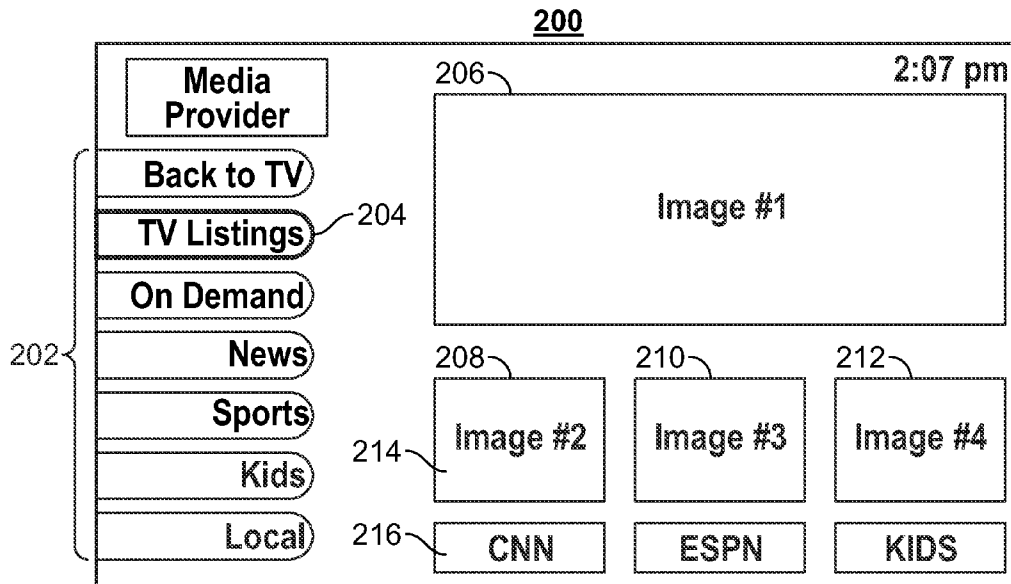 200
Media
Provider
Back to TV
TV Listings
204
On Demand
202
News
Sports
Kids
Local
2:07 pm
206
Image #1
208
210
212
Image #2
Image #3
Image #4
214
216
CNN
ESPN
KIDS